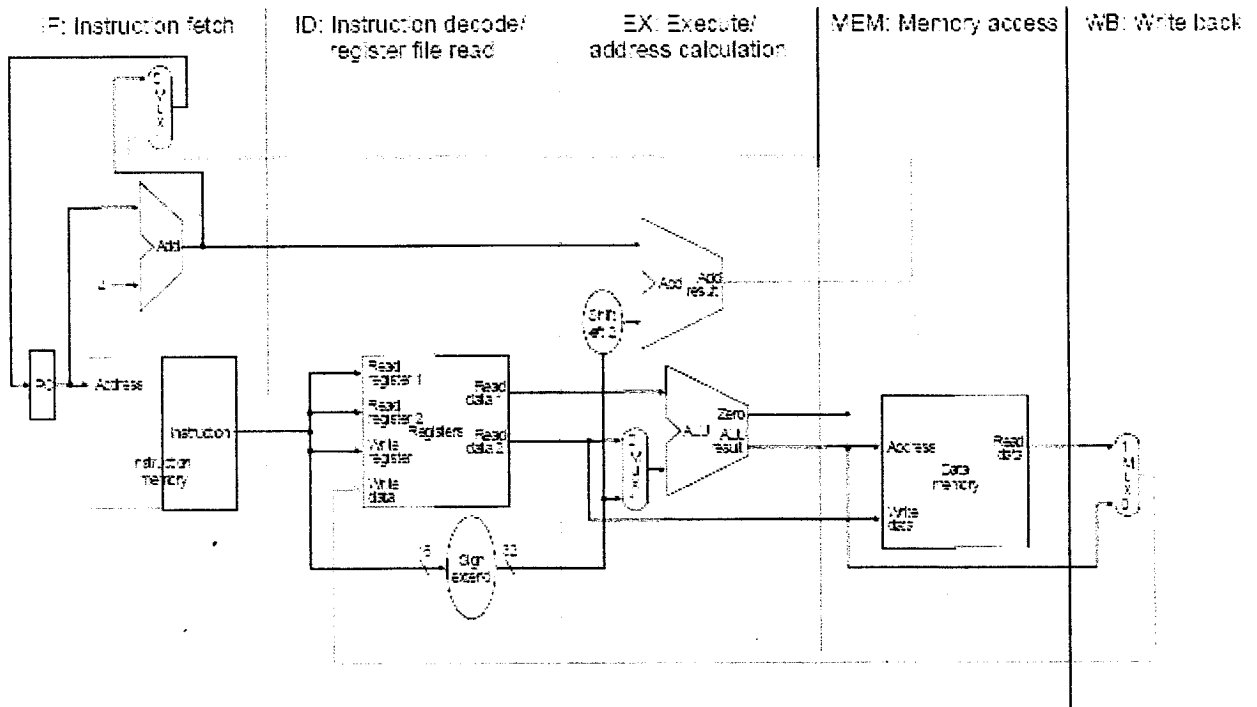 IF: Instruction fetch
ID: Instruction decode/
register file read
EX: Execute/
address calculation
MEM: Memory access
WB: Write back
Add
4
Add
Add
result
Shift
left 2
PC
Address
Instruction
Instruction
memory
Read
register 1
Read
register 2
Registers
Write
register
Write
data
Read
data 1
Read
data 2
Zero
ALU
ALU
result
Address
Read
data
Data
memory
Write
data
1
M
u
x
0
16
Sign
extend
32